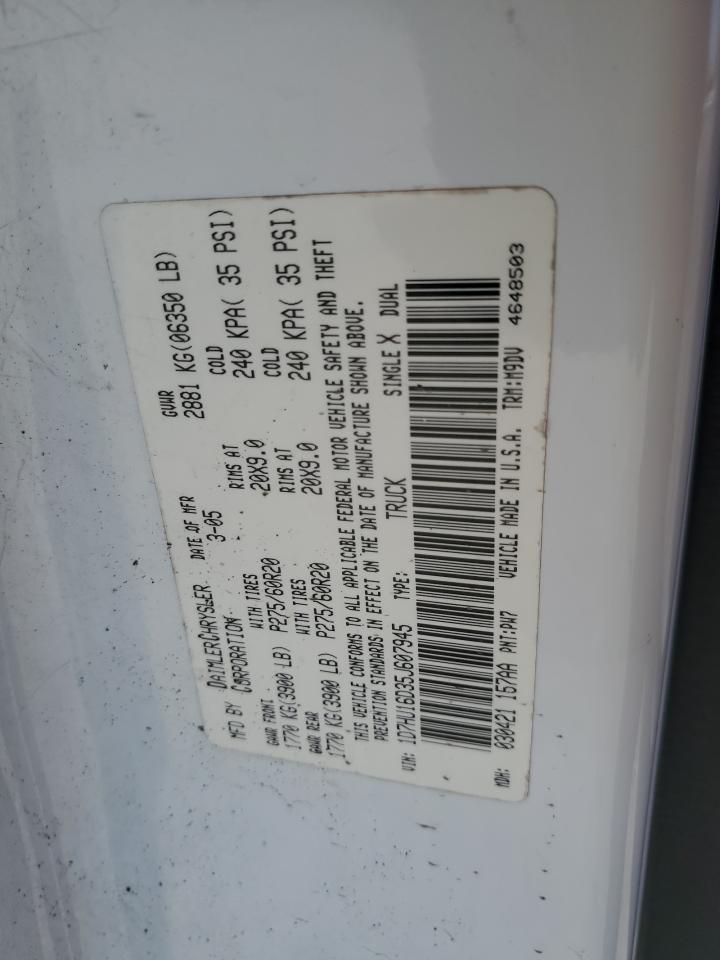 MFD BY DAIMLERCHRYSLER CORPORATION
DATE OF MFR 3-05
GVWR 2881 KG(06350 LB)
GAWR FRONT WITH TIRES RIMS AT COLD
1770 KG(3900 LB) P275/60R20 20X9.0 240 KPA( 35 PSI)
GAWR REAR WITH TIRES RIMS AT COLD
1770 KG(3900 LB) P275/60R20 20X9.0 240 KPA( 35 PSI)
THIS VEHICLE CONFORMS TO ALL APPLICABLE FEDERAL MOTOR VEHICLE SAFETY AND THEFT
PREVENTION STANDARDS IN EFFECT ON THE DATE OF MANUFACTURE SHOWN ABOVE.
VIN: 1D7HU16D35J607945 TYPE: TRUCK SINGLE X DUAL
MDH: 030421 157AA PNT:PW7 VEHICLE MADE IN U.S.A. TRM:M9DV 4648503